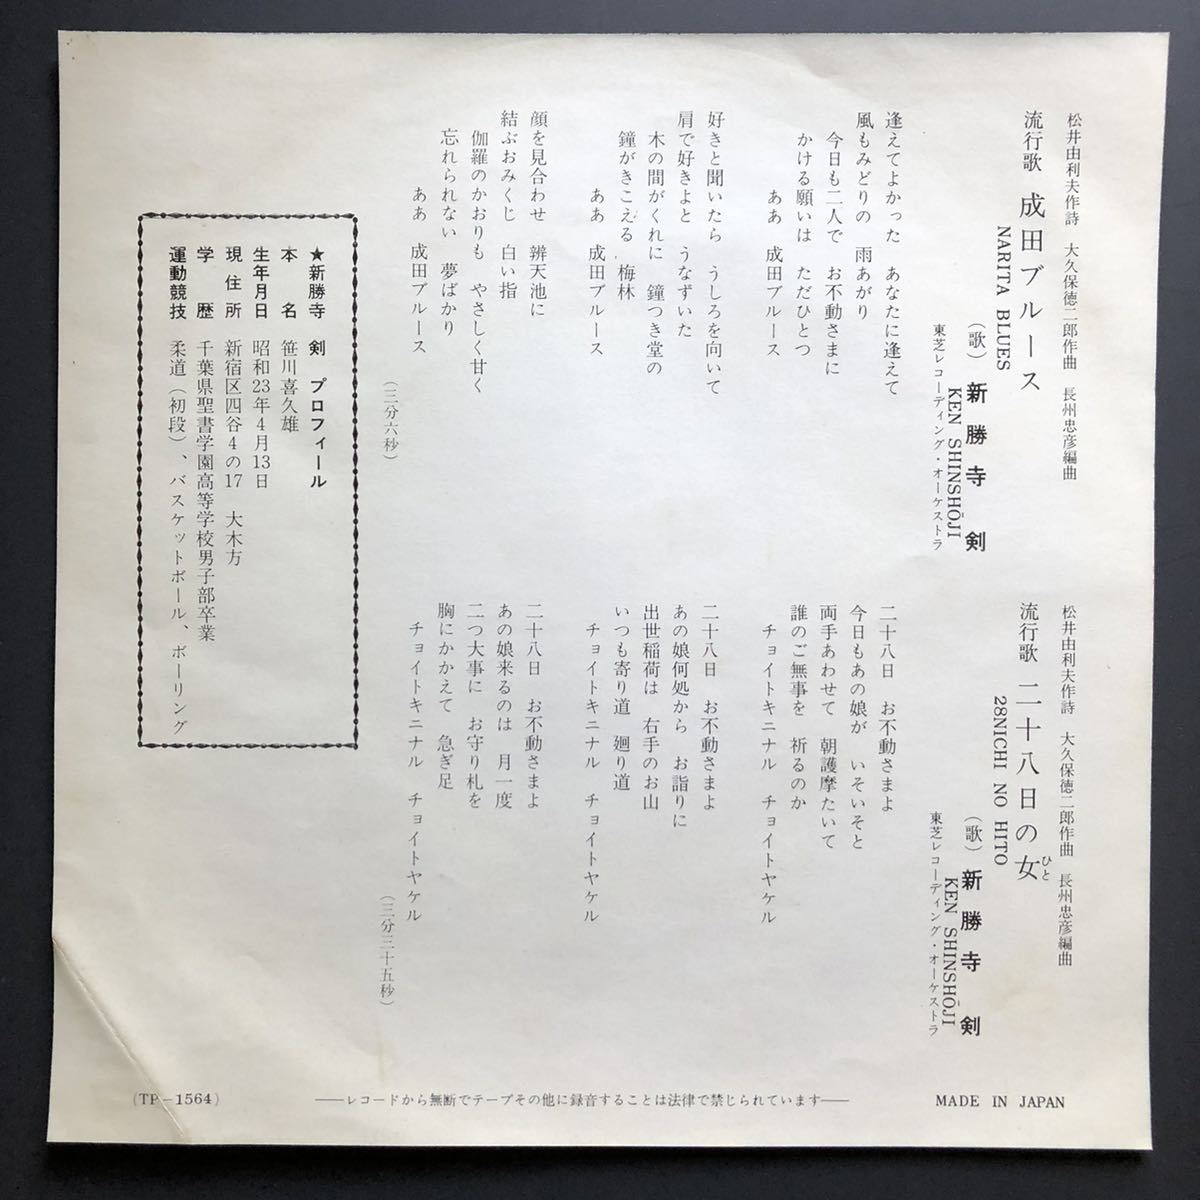 松井由利夫作詩　大久保徳二郎作曲　長州忠彦編曲
流行歌　成田ブルース
NARITA BLUES
（歌）新勝寺　剣
KEN SHINSHŌJI
東芝レコーディング・オーケストラ
逢えてよかった　あなたに逢えて
風もみどりの　雨あがり
今日も二人で　お不動さまに
かける願いは　ただひとつ
ああ　成田ブルース
好きと聞いたら　うしろを向いて
肩で好きよと　うなずいた
木の間がくれに　鐘つき堂の
鐘がきこえる　梅林
ああ　成田ブルース
顔を見合わせ　辨天池に
結ぶおみくじ　白い指
伽羅のかおりも　やさしく甘く
忘れられない　夢ばかり
ああ　成田ブルース
（三分六秒）
松井由利夫作詩　大久保徳二郎作曲　長州忠彦編曲
流行歌　二十八日の女
ひと
28NICHI NO HITO
（歌）新勝寺　剣
KEN SHINSHŌJI
東芝レコーディング・オーケストラ
二十八日　お不動さまよ
今日もあの娘が　いそいそと
両手あわせて　朝護摩たいて
誰のご無事を　祈るのか
チョイトキニナル　チョイトヤケル
二十八日　お不動さまよ
あの娘何処から　お詣りに
出世稲荷は　右手のお山
いつも寄り道　廻り道
チョイトキニナル　チョイトヤケル
二十八日　お不動さまよ
あの娘来るのは　月一度
二つ大事に　お守り札を
胸にかかえて　急ぎ足
チョイトキニナル　チョイトヤケル
（三分三十五秒）
★新勝寺　剣　プロフィール
本名　笹川喜久雄
生年月日　昭和23年4月13日
現住所　新宿区四谷4の17　大木方
学歴　千葉県聖書学園高等学校男子部卒業
運動競技　柔道（初段）、バスケットボール、ボーリング
（TP－1564）
――レコードから無断でテープその他に録音することは法律で禁じられています――
MADE IN JAPAN